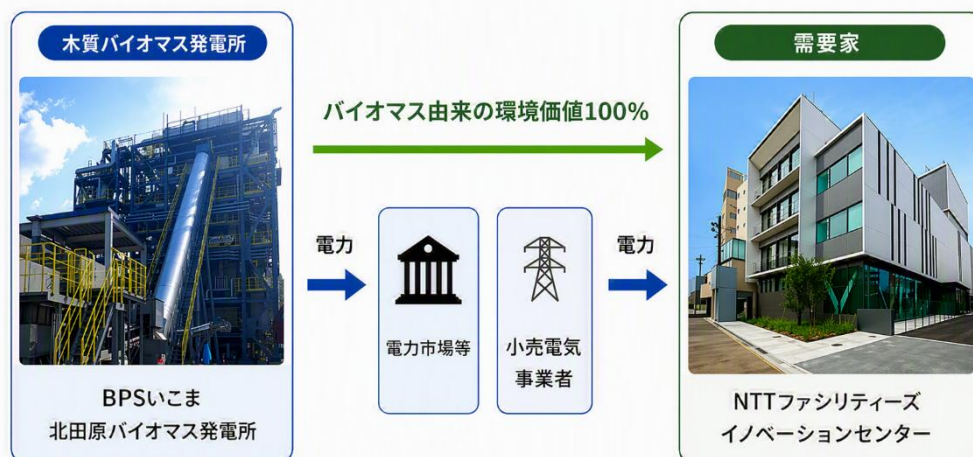 木質バイオマス発電所
需要家
バイオマス由来の環境価値100%
電力
電力
電力市場等
小売電気
事業者
BPSいこま
北田原バイオマス発電所
NTTファシリティーズ
イノベーションセンター